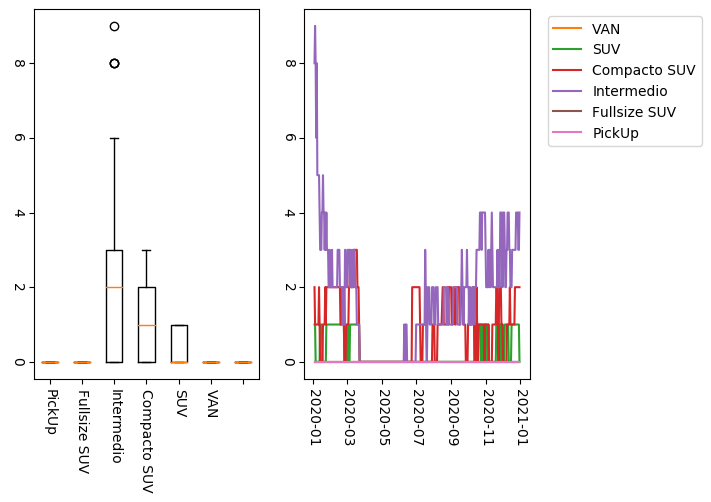 8
6
4
2
0
PickUp
Fullsize SUV
Intermedio
Compacto SUV
SUV
VAN
8
6
4
2
0
2020-01
2020-03
2020-05
2020-07
2020-09
2020-11
2021-01
VAN
SUV
Compacto SUV
Intermedio
Fullsize SUV
PickUp